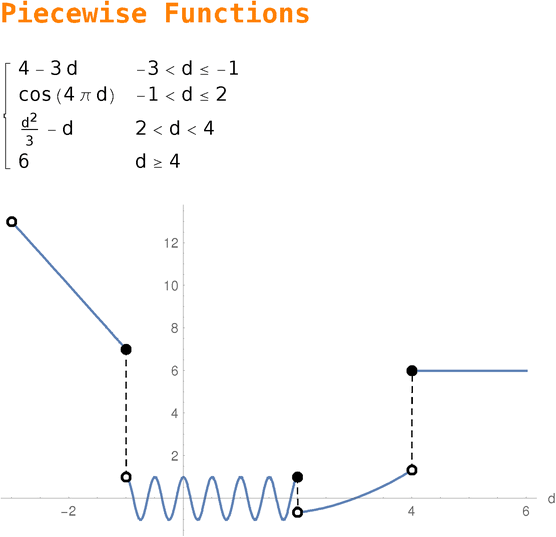 Piecewise Functions
4 − 3 d −3 < d ≤ −1
cos (4 π d) −1 < d ≤ 2
d²/3 − d 2 < d < 4
6 d ≥ 4
12
10
8
6
4
2
−2 4 6 d